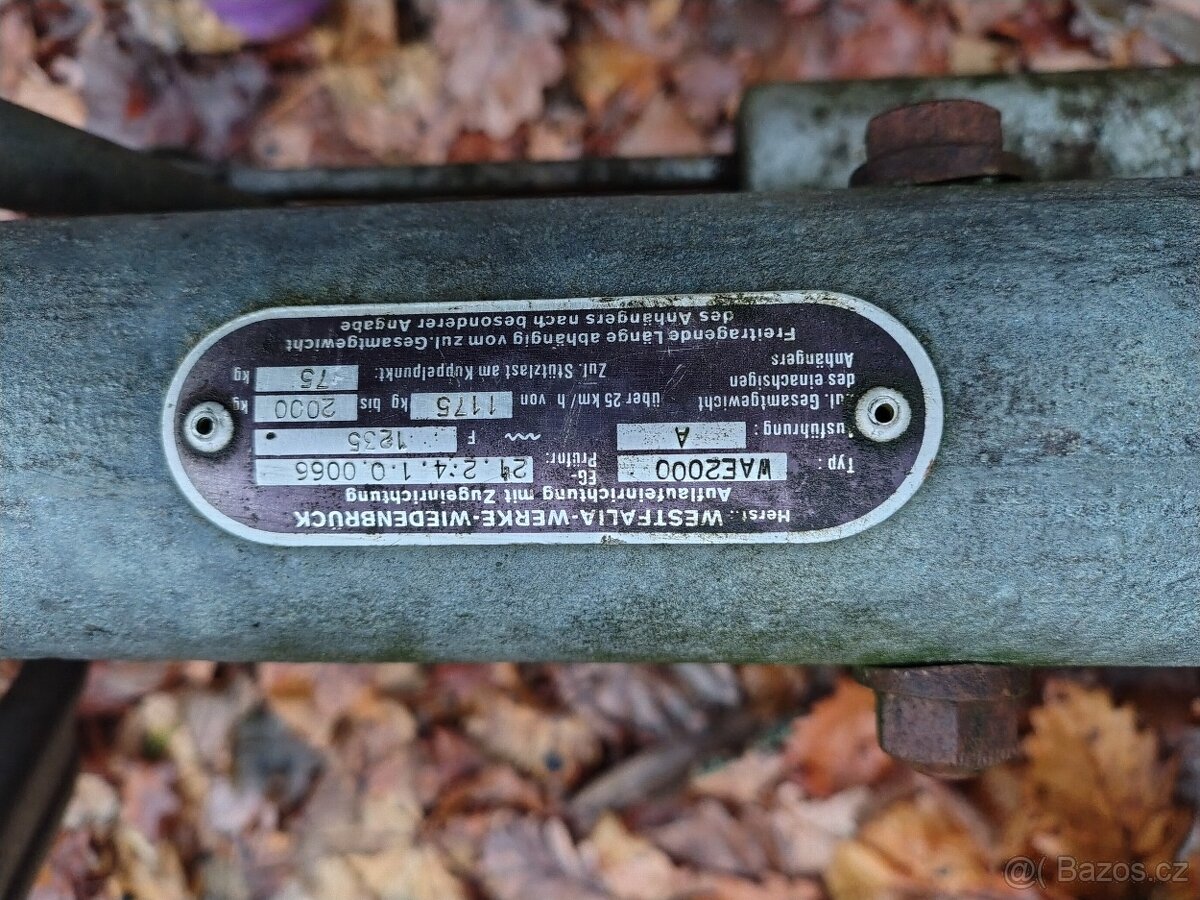 Herst.: WESTFALIA-WERKE-WIEDENBRÜCK
Auflaufeinrichtung mit Zugeinrichtung
Typ: WAE2000 EG-Prüfnr: 21.2:4.1.0.0066
Ausführung: A F 1235
zul. Gesamtgewicht
des einachsigen
Anhängers
über 25 km/h von 1175 kg bis 2000 kg
Zul. Stützlast am Kuppelpunkt: 75 kg
Freitragende Länge abhängig vom zul. Gesamtgewicht
des Anhängers nach besonderer Angabe
@( Bazos.cz